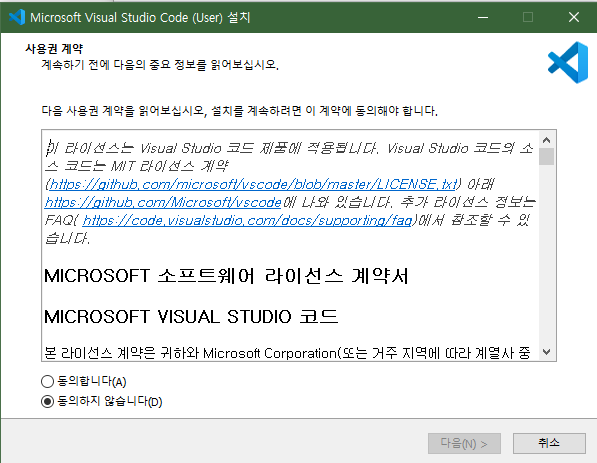 Microsoft Visual Studio Code (User) 설치
사용권 계약
계속하기 전에 다음의 중요 정보를 읽어보십시오.
다음 사용권 계약을 읽어보십시오, 설치를 계속하려면 이 계약에 동의해야 합니다.
이 라이선스는 Visual Studio 코드 제품에 적용됩니다. Visual Studio 코드의 소
스 코드는 MIT 라이선스 계약
(https://github.com/microsoft/vscode/blob/master/LICENSE.txt) 아래
https://github.com/Microsoft/vscode에 나와 있습니다. 추가 라이선스 정보는
FAQ( https://code.visualstudio.com/docs/supporting/faq)에서 참조할 수 있
습니다.
MICROSOFT 소프트웨어 라이선스 계약서
MICROSOFT VISUAL STUDIO 코드
본 라이선스 계약은 귀하와 Microsoft Corporation(또는 거주 지역에 따라 계열사 중
동의합니다(A)
동의하지 않습니다(D)
다음(N) >
취소